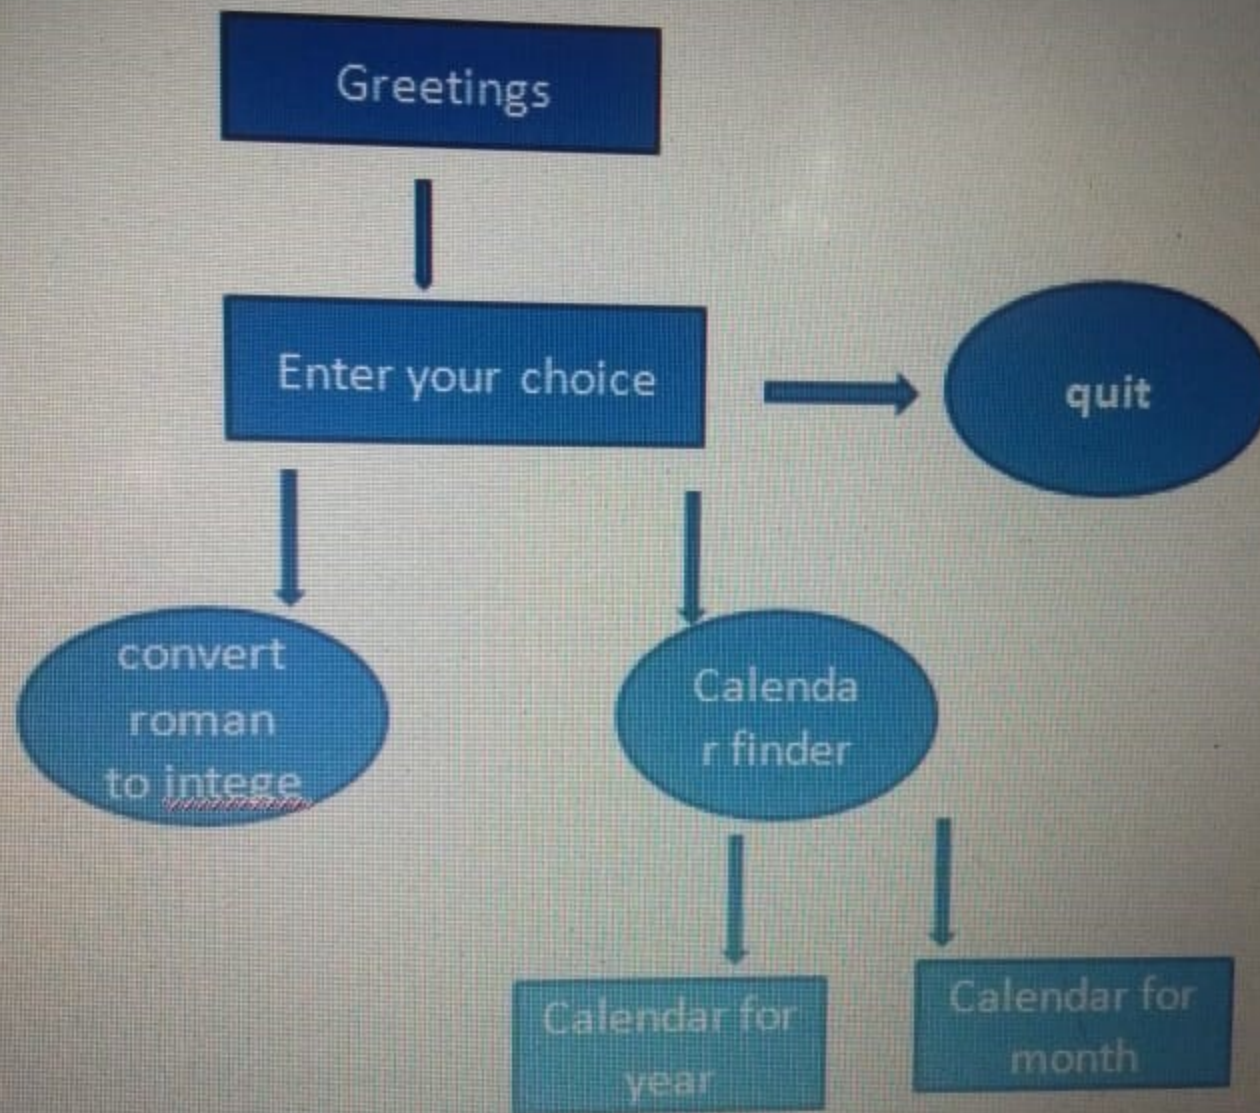 Greetings
Enter your choice
quit
convert
roman
to intege
Calenda
r finder
Calendar for
year
Calendar for
month